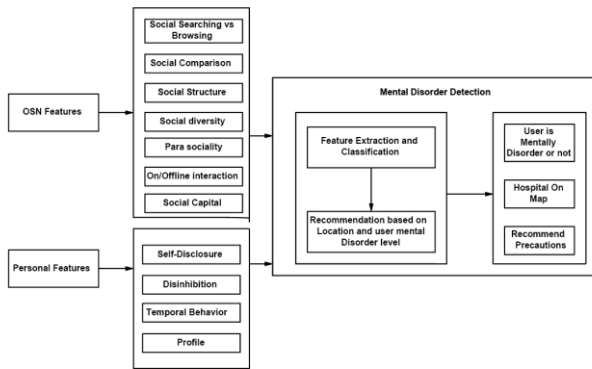 OSN Features
Social Searching vs
Browsing
Social Comparison
Social Structure
Social diversity
Para sociality
On/Offline interaction
Social Capital
Personal Features
Self-Disclosure
Disinhibition
Temporal Behavior
Profile
Mental Disorder Detection
Feature Extraction and
Classification
Recommendation based on
Location and user mental
Disorder level
User is
Mentally
Disorder or not
Hospital On
Map
Recommend
Precautions